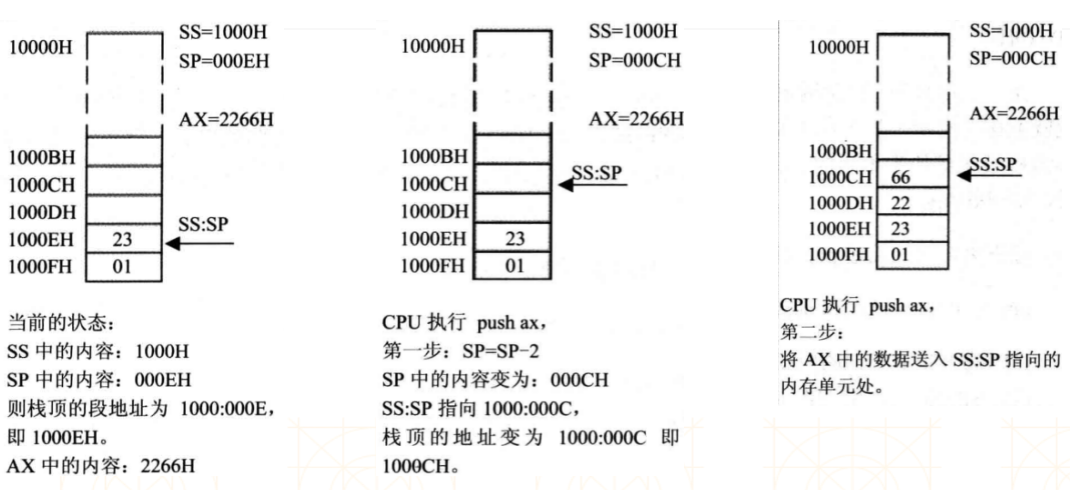 10000H
SS=1000H
SP=000EH
AX=2266H
1000BH
1000CH
1000DH
SS:SP
1000EH 23
1000FH 01
当前的状态：
SS 中的内容：1000H
SP 中的内容：000EH
则栈顶的段地址为 1000:000E，
即 1000EH。
AX 中的内容：2266H
10000H
SS=1000H
SP=000CH
AX=2266H
1000BH
SS:SP
1000CH
1000DH
1000EH 23
1000FH 01
CPU 执行 push ax，
第一步：SP=SP-2
SP 中的内容变为：000CH
SS:SP 指向 1000:000C，
栈顶的地址变为 1000:000C 即
1000CH。
10000H
SS=1000H
SP=000CH
AX=2266H
1000BH
SS:SP
1000CH 66
1000DH 22
1000EH 23
1000FH 01
CPU 执行 push ax，
第二步：
将 AX 中的数据送入 SS:SP 指向的
内存单元处。